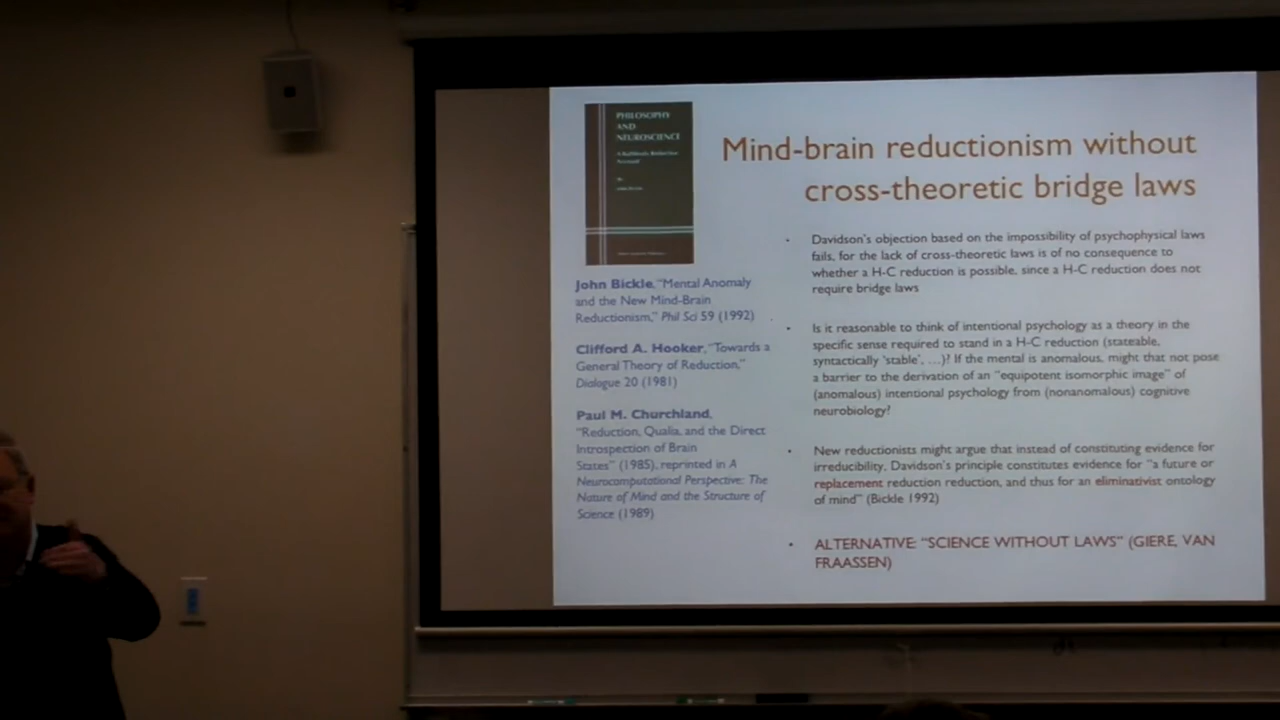 PHILOSOPHY
AND
NEUROSCIENCE
Mind-brain reductionism without
cross-theoretic bridge laws
John Bickle, "Mental Anomaly
and the New Mind-Brain
Reductionism," Phil Sci 59 (1992)
Clifford A. Hooker, "Towards a
General Theory of Reduction,"
Dialogue 20 (1981)
Paul M. Churchland,
"Reduction, Qualia, and the Direct
Introspection of Brain
States" (1985), reprinted in A
Neurocomputational Perspective: The
Nature of Mind and the Structure of
Science (1989)
• Davidson's objection based on the impossibility of psychophysical laws
fails, for the lack of cross-theoretic laws is of no consequence to
whether a H-C reduction is possible, since a H-C reduction does not
require bridge laws
• Is it reasonable to think of intentional psychology as a theory in the
specific sense required to stand in a H-C reduction (stateable,
syntactically 'stable', ...)? If the mental is anomalous, might that not pose
a barrier to the derivation of an "equipotent isomorphic image" of
(anomalous) intentional psychology from (nonanomalous) cognitive
neurobiology?
• New reductionists might argue that instead of constituting evidence for
irreducibility, Davidson's principle constitutes evidence for "a future or
replacement reduction reduction, and thus for an eliminativist ontology
of mind" (Bickle 1992)
• ALTERNATIVE: "SCIENCE WITHOUT LAWS" (GIERE, VAN
FRAASSEN)